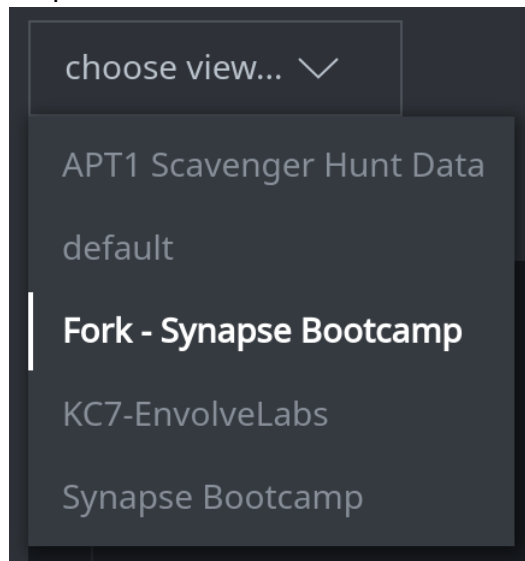 choose view...
APT1 Scavenger Hunt Data
default
Fork - Synapse Bootcamp
KC7-EnvolveLabs
Synapse Bootcamp